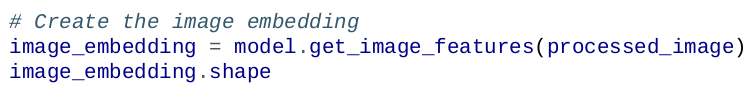 # Create the image embedding
image_embedding = model.get_image_features(processed_image)
image_embedding.shape